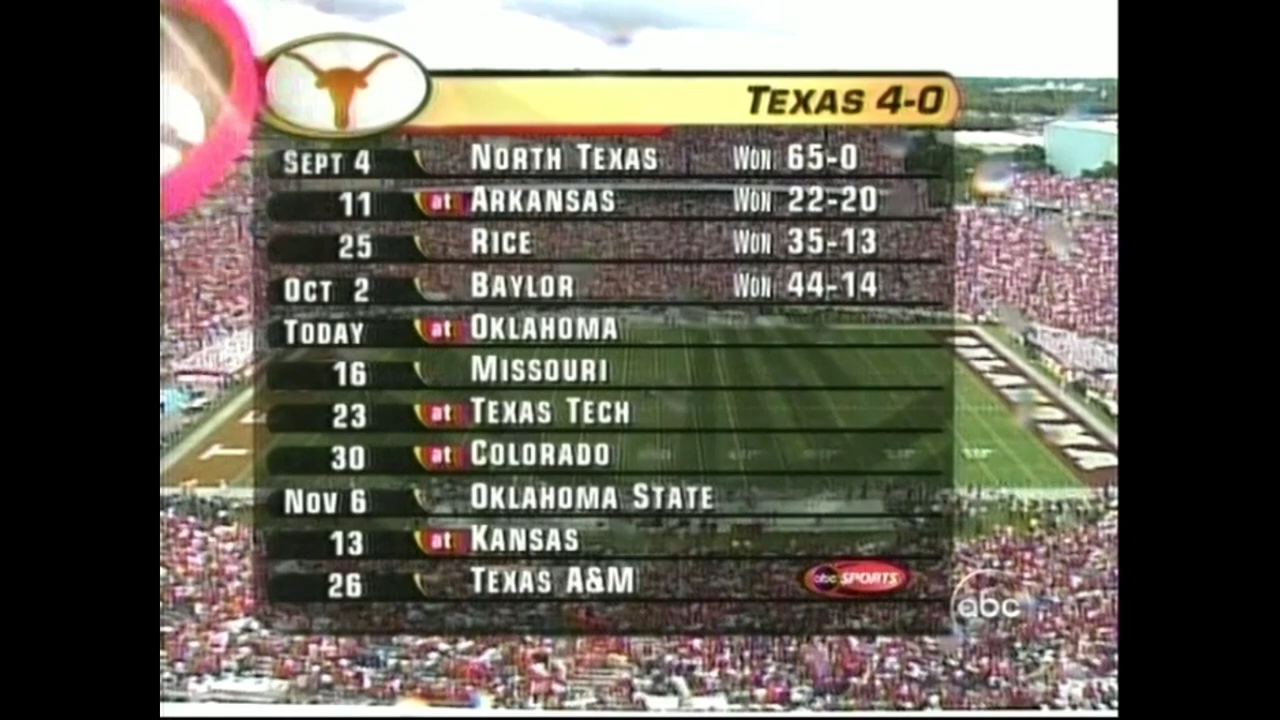 TEXAS 4-0
SEPT 4 NORTH TEXAS WON 65-0
11 at ARKANSAS WON 22-20
25 RICE WON 35-13
OCT 2 BAYLOR WON 44-14
TODAY at OKLAHOMA
16 MISSOURI
23 at TEXAS TECH
30 at COLORADO
NOV 6 OKLAHOMA STATE
13 at KANSAS
26 TEXAS A&M
abc SPORTS
abc
OKLAHOMA